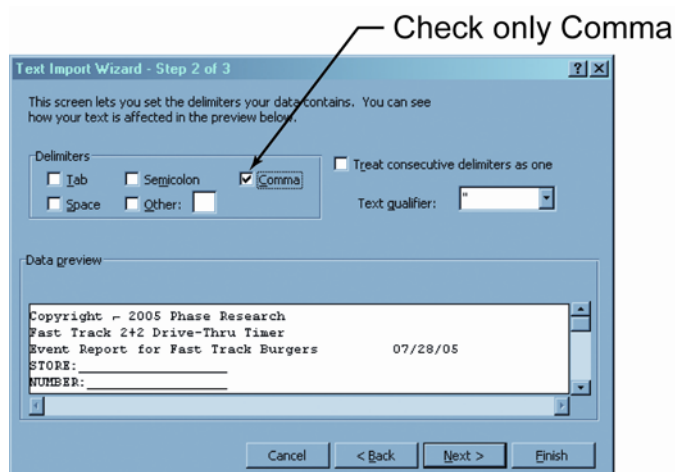 Check only Comma
Text Import Wizard - Step 2 of 3
This screen lets you set the delimiters your data contains. You can see
how your text is affected in the preview below.
Delimiters
Tab Semicolon Comma
Space Other:
Treat consecutive delimiters as one
Text qualifier: "
Data preview
Copyright ⌐ 2005 Phase Research
Fast Track 2+2 Drive-Thru Timer
Event Report for Fast Track Burgers 07/28/05
STORE:____________________
NUMBER:____________________
Cancel < Back Next > Finish